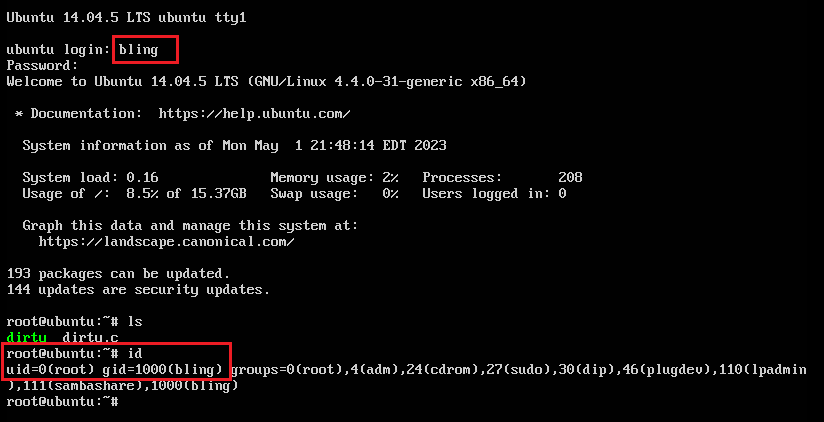 Ubuntu 14.04.5 LTS ubuntu tty1
ubuntu login: bling
Password:
Welcome to Ubuntu 14.04.5 LTS (GNU/Linux 4.4.0-31-generic x86_64)
* Documentation:  https://help.ubuntu.com/
System information as of Mon May  1 21:48:14 EDT 2023
System load: 0.16              Memory usage: 2%   Processes:       208
Usage of /:  8.5% of 15.37GB   Swap usage:   0%   Users logged in: 0
Graph this data and manage this system at:
https://landscape.canonical.com/
193 packages can be updated.
144 updates are security updates.
root@ubuntu:~# ls
dirty  dirty.c
root@ubuntu:~# id
uid=0(root) gid=1000(bling) groups=0(root),4(adm),24(cdrom),27(sudo),30(dip),46(plugdev),110(lpadmin
),111(sambashare),1000(bling)
root@ubuntu:~#